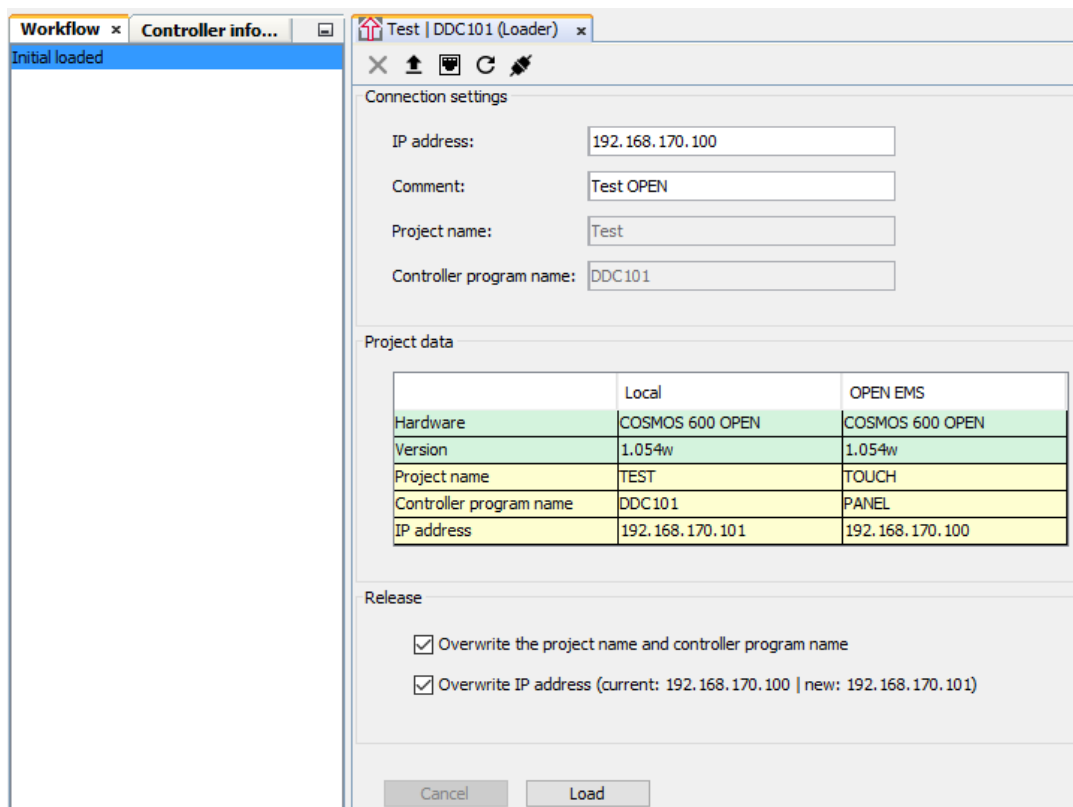 Workflow
Controller info...
Initial loaded
Test | DDC101 (Loader)
Connection settings
IP address: 192.168.170.100
Comment: Test OPEN
Project name: Test
Controller program name: DDC101
Project data
Local OPEN EMS
Hardware COSMOS 600 OPEN COSMOS 600 OPEN
Version 1.054w 1.054w
Project name TEST TOUCH
Controller program name DDC101 PANEL
IP address 192.168.170.101 192.168.170.100
Release
Overwrite the project name and controller program name
Overwrite IP address (current: 192.168.170.100 | new: 192.168.170.101)
Cancel Load